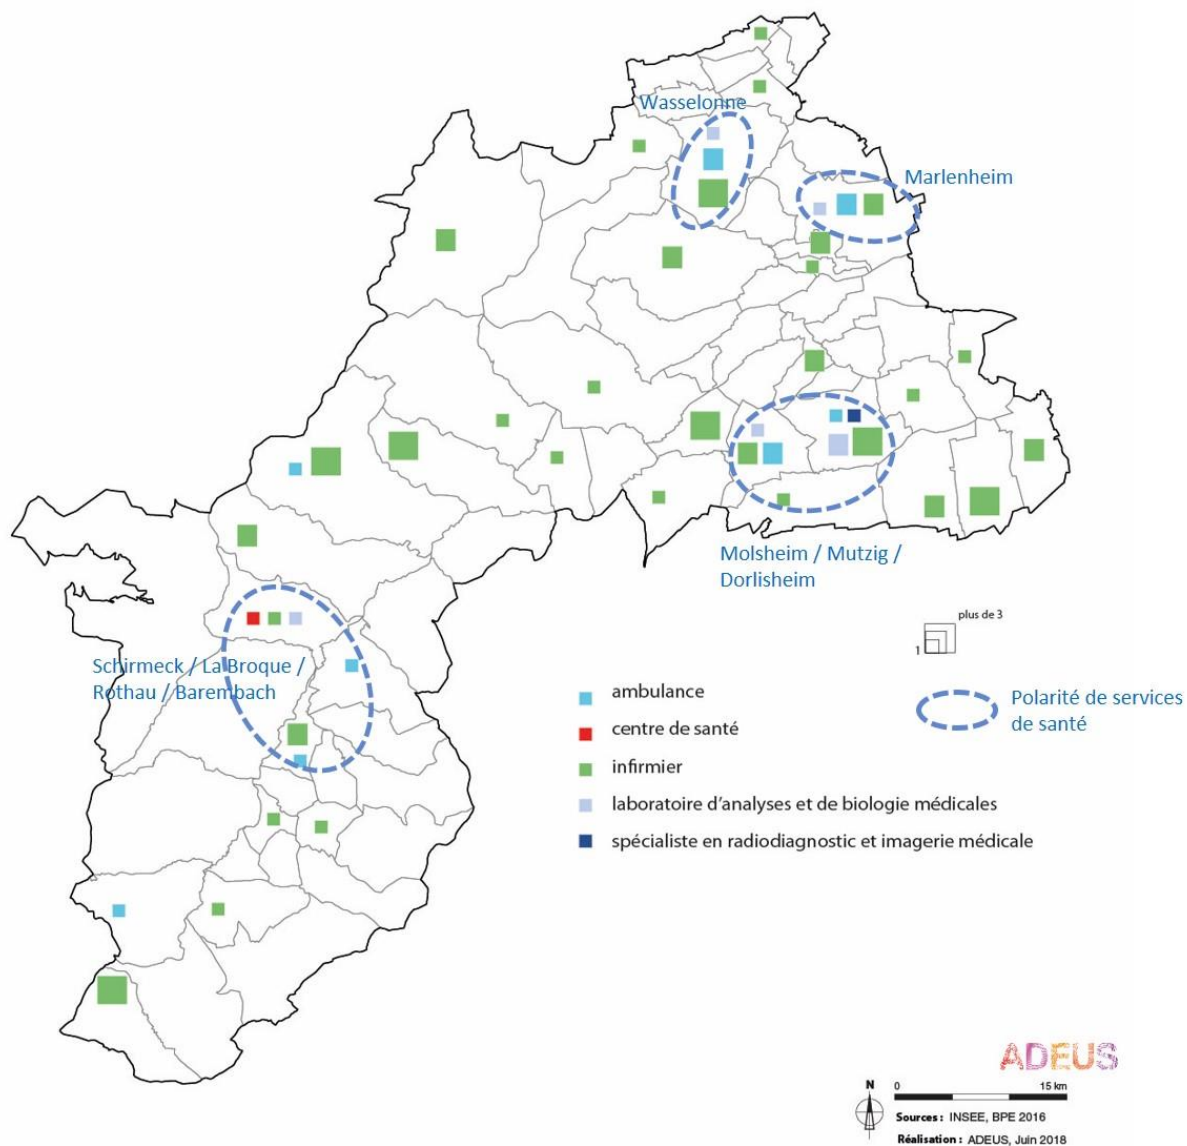 Wasselonne
Marlenheim
Molsheim / Mutzig /
Dorlisheim
Schirmeck / La Broque /
Rothau / Barembach
plus de 3
1
ambulance
centre de santé
infirmier
laboratoire d'analyses et de biologie médicales
spécialiste en radiodiagnostic et imagerie médicale
Polarité de services
de santé
ADEUS
N
0 15 km
Sources : INSEE, BPE 2016
Réalisation : ADEUS, Juin 2018